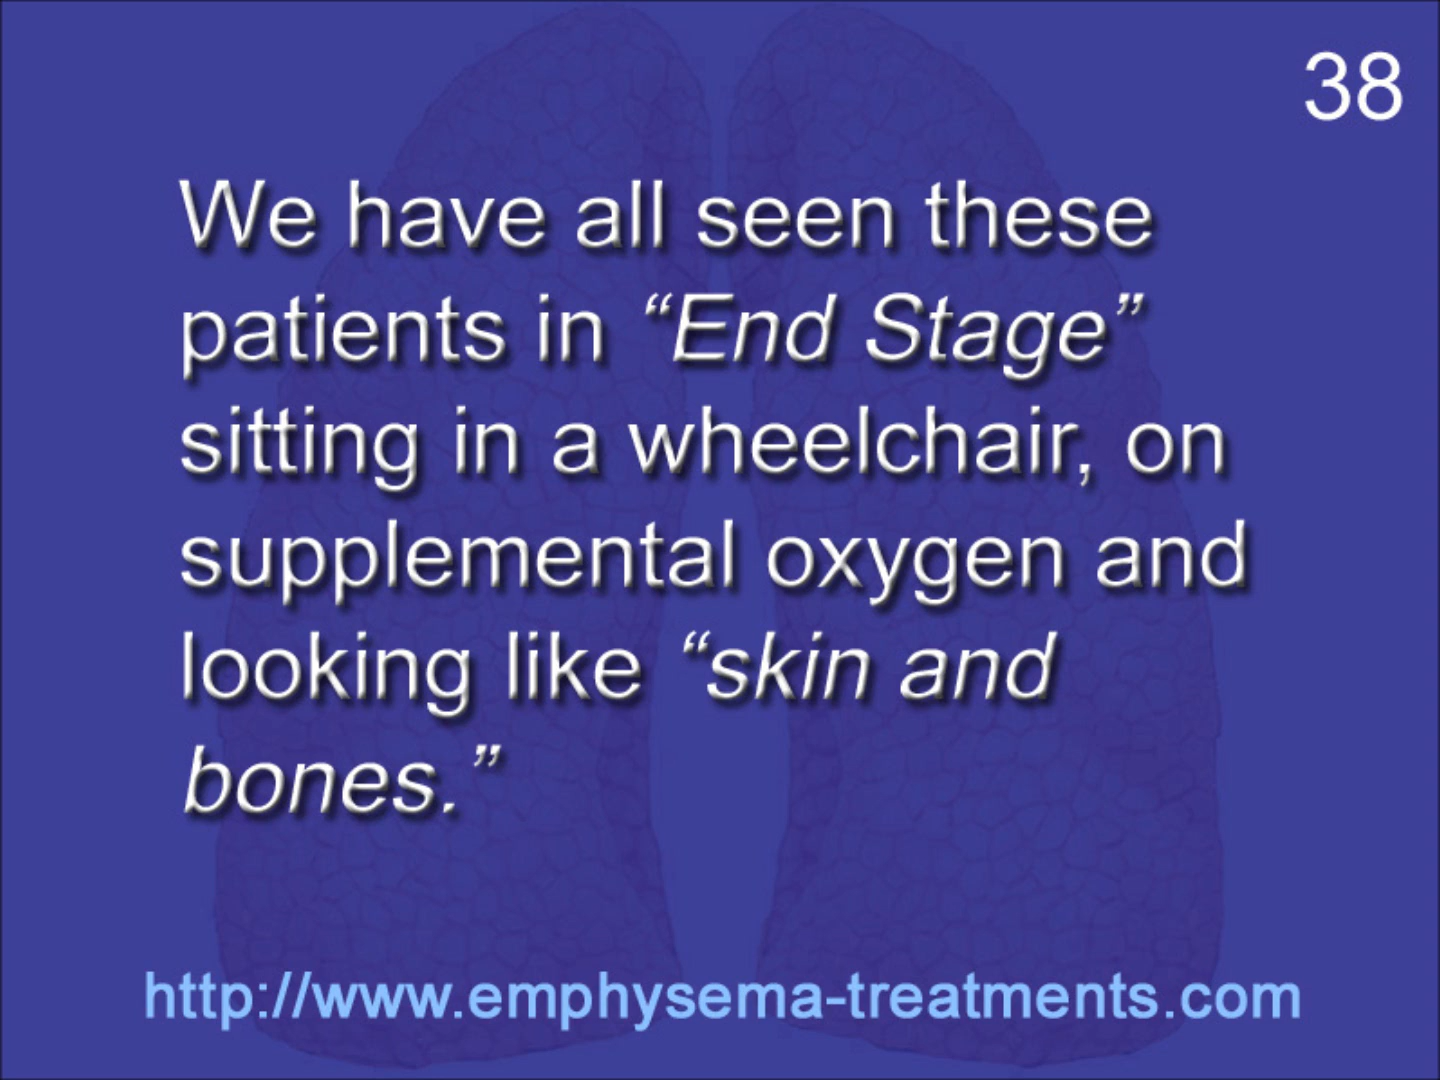 38
We have all seen these
patients in “End Stage”
sitting in a wheelchair, on
supplemental oxygen and
looking like “skin and
bones.”
http://www.emphysema-treatments.com